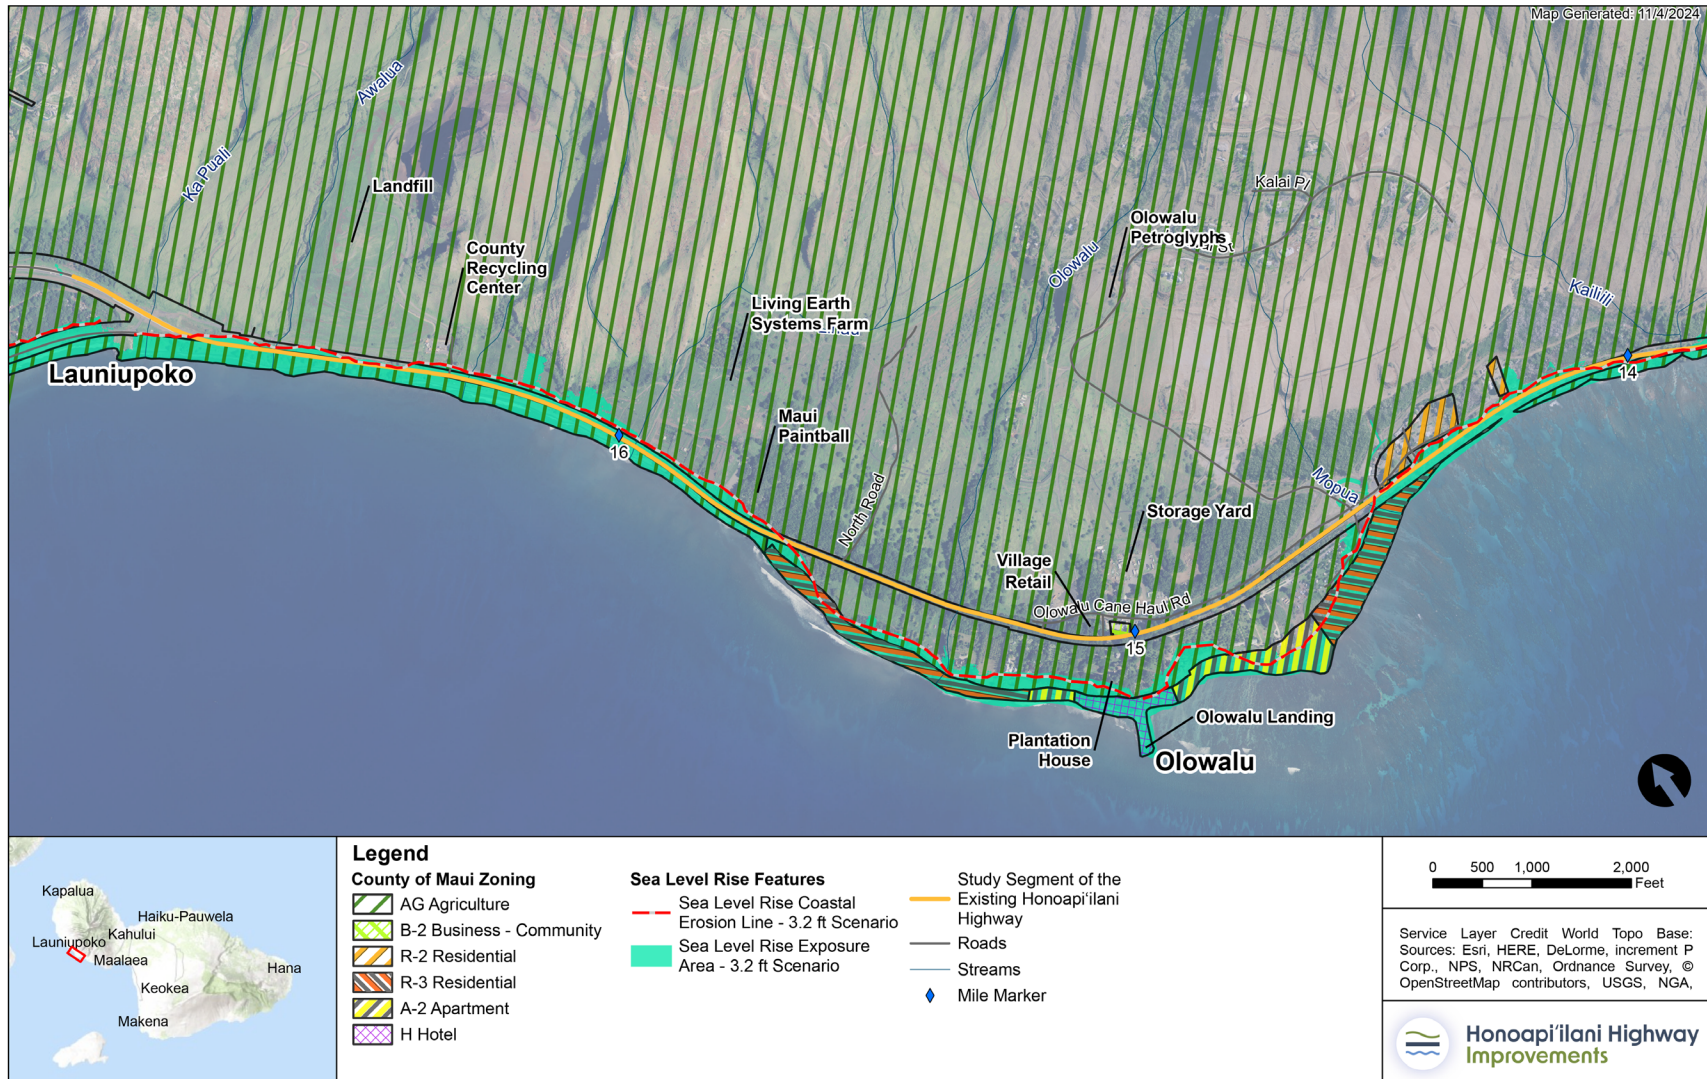 Map Generated: 11/4/2024
Awalua
Ka Puali
Landfill
County
Recycling
Center
Kalai Pl
Olowalu
Petroglyphs
St
Olowalu
Kailiili
Living Earth
Systems Farm
Launiupoko
14
Maui
Paintball
16
North Road
Mopua
Storage Yard
Village
Retail
Olowalu Cane Haul Rd
15
Olowalu Landing
Plantation
House
Olowalu
Kapalua
Haiku-Pauwela
Kahului
Launiupoko
Maalaea
Hana
Keokea
Makena
Legend
County of Maui Zoning
AG Agriculture
B-2 Business - Community
R-2 Residential
R-3 Residential
A-2 Apartment
H Hotel
Sea Level Rise Features
Sea Level Rise Coastal
Erosion Line - 3.2 ft Scenario
Sea Level Rise Exposure
Area - 3.2 ft Scenario
Study Segment of the
Existing Honoapiʻilani
Highway
Roads
Streams
Mile Marker
0 500 1,000 2,000
Feet
Service Layer Credit World Topo Base:
Sources: Esri, HERE, DeLorme, increment P
Corp., NPS, NRCan, Ordnance Survey, ©
OpenStreetMap contributors, USGS, NGA,
Honoapiʻilani Highway
Improvements